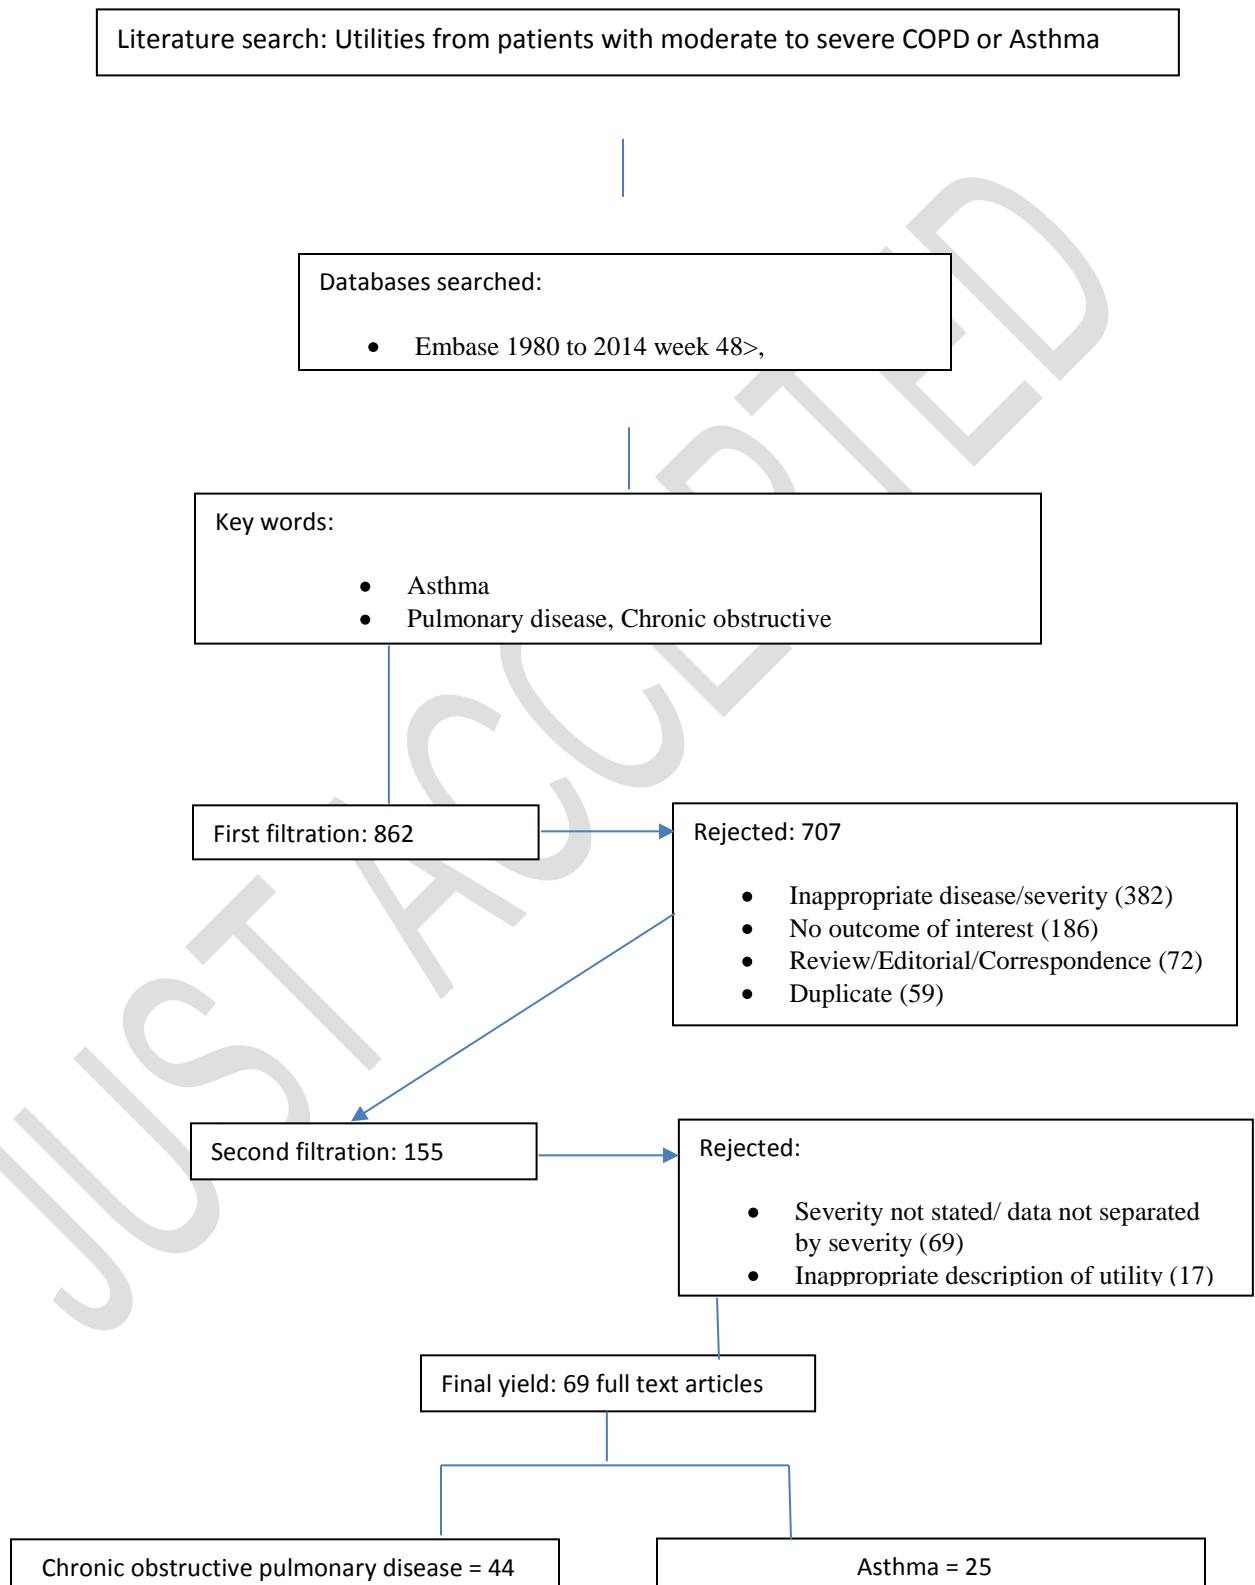 Literature search: Utilities from patients with moderate to severe COPD or Asthma
Databases searched:
• Embase 1980 to 2014 week 48>,
Key words:
• Asthma
• Pulmonary disease, Chronic obstructive
First filtration: 862
Rejected: 707
• Inappropriate disease/severity (382)
• No outcome of interest (186)
• Review/Editorial/Correspondence (72)
• Duplicate (59)
Second filtration: 155
Rejected:
• Severity not stated/ data not separated
by severity (69)
• Inappropriate description of utility (17)
Final yield: 69 full text articles
Chronic obstructive pulmonary disease = 44
Asthma = 25
JUST ACCEPTED